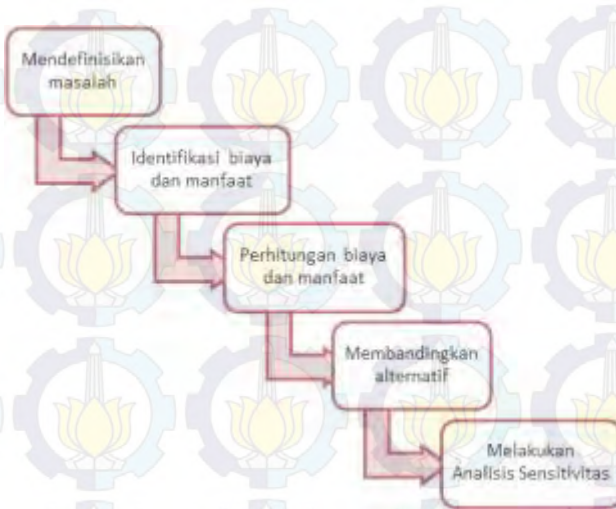 Mendefinisikan
masalah
Identifikasi biaya
dan manfaat
Perhitungan biaya
dan manfaat
Membandingkan
alternatif
Melakukan
Analisis Sensitivitas